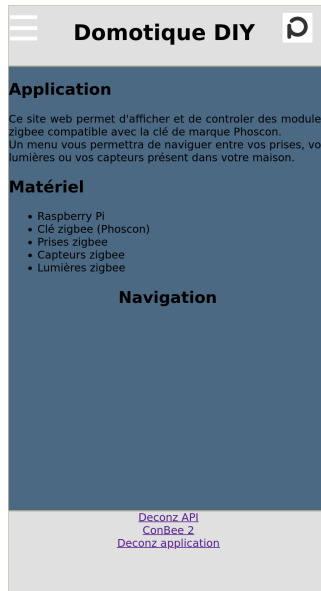 Domotique DIY
Application
Ce site web permet d'afficher et de controler des module
zigbee compatible avec la clé de marque Phoscon.
Un menu vous permettra de naviguer entre vos prises, vo
lumières ou vos capteurs présent dans votre maison.
Matériel
• Raspberry Pi
• Clé zigbee (Phoscon)
• Prises zigbee
• Capteurs zigbee
• Lumières zigbee
Navigation
Deconz API
ConBee 2
Deconz application